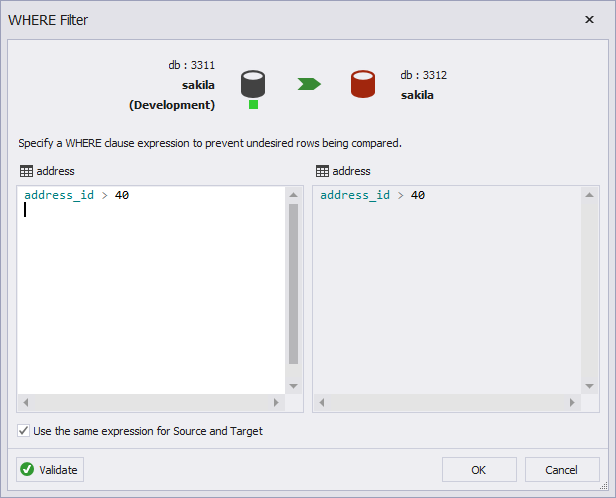 WHERE Filter
db : 3311
sakila
(Development)
db : 3312
sakila
Specify a WHERE clause expression to prevent undesired rows being compared.
address
address
address_id > 40
address_id > 40
Use the same expression for Source and Target
Validate
OK
Cancel